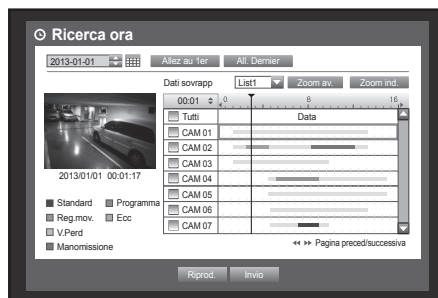 Ricerca ora
2013-01-01 Allez au 1er All. Dernier
Dati sovrapp List1 Zoom av. Zoom ind.
00:01 0 8 16
Tutti Data
CAM 01
CAM 02
CAM 03
CAM 04
CAM 05
CAM 06
CAM 07
2013/01/01 00:01:17
Standard Programma
Reg.mov. Ecc
V.Perd
Manomissione
Pagina preced/successiva
Riprod. Invio